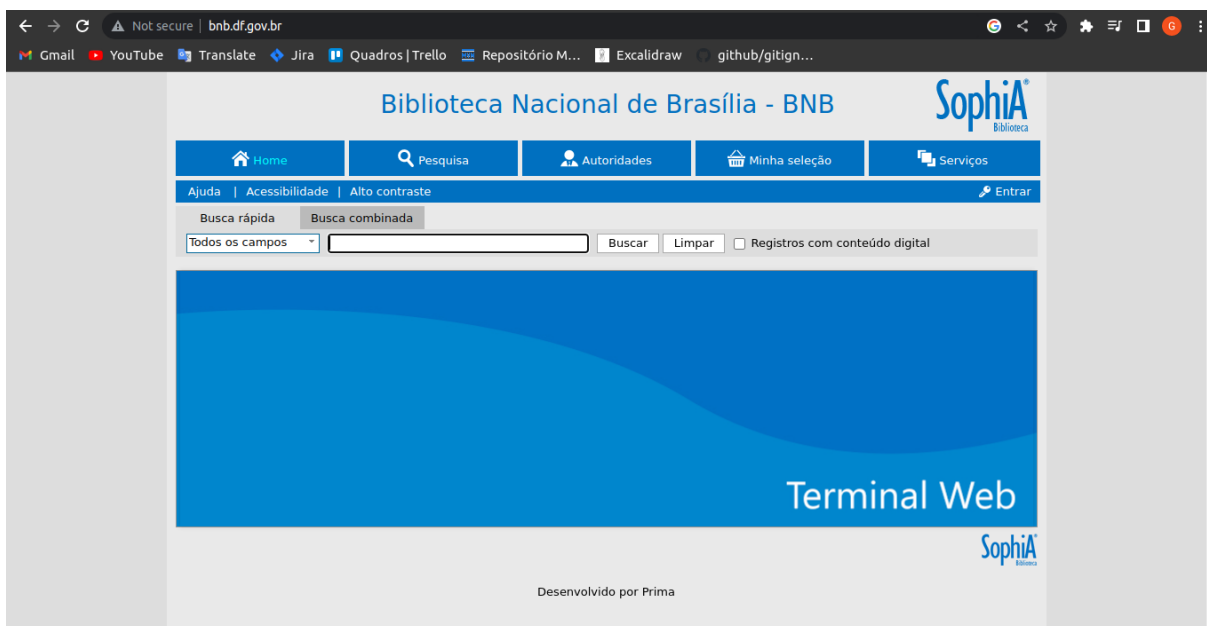 Not secure | bnb.df.gov.br
G
Gmail YouTube Translate Jira Quadros | Trello Repositório M... Excalidraw github/gitign...
Biblioteca Nacional de Brasília - BNB
SophiA®
Biblioteca
Home Pesquisa Autoridades Minha seleção Serviços
Ajuda | Acessibilidade | Alto contraste Entrar
Busca rápida Busca combinada
Todos os campos Buscar Limpar Registros com conteúdo digital
Terminal Web
SophiA
Biblioteca
Desenvolvido por Prima